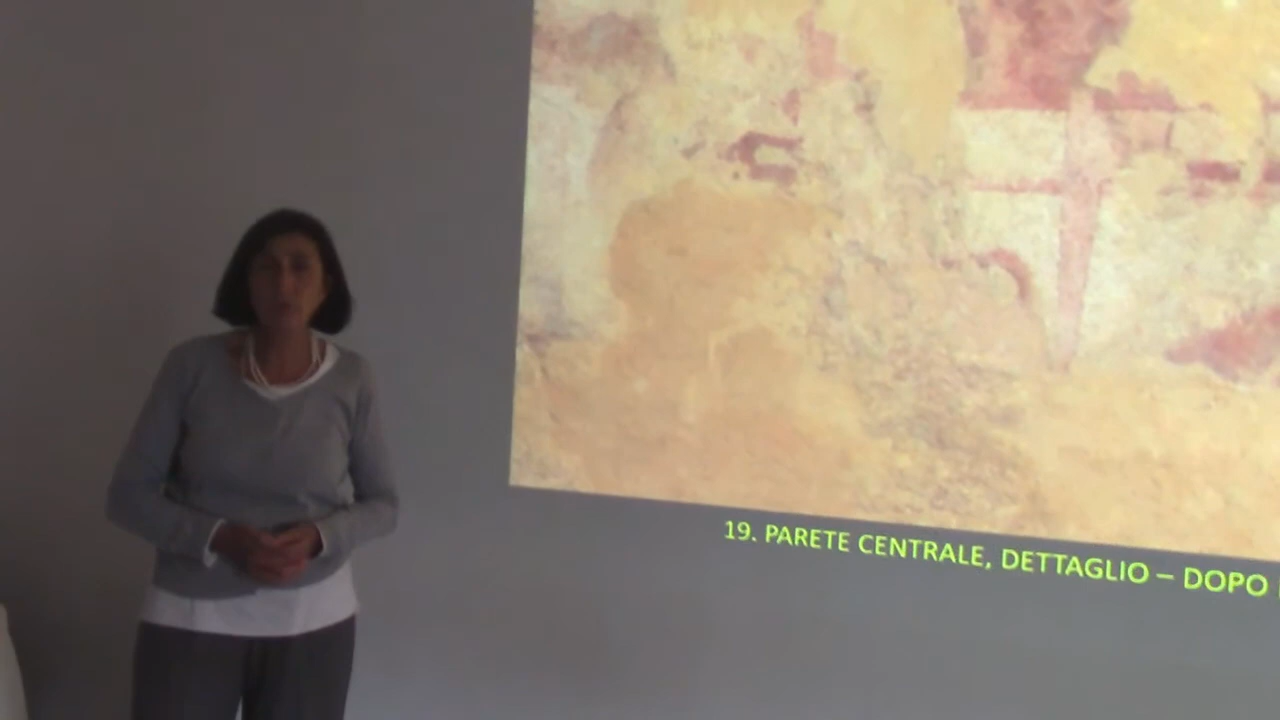 19. PARETE CENTRALE, DETTAGLIO – DOPO